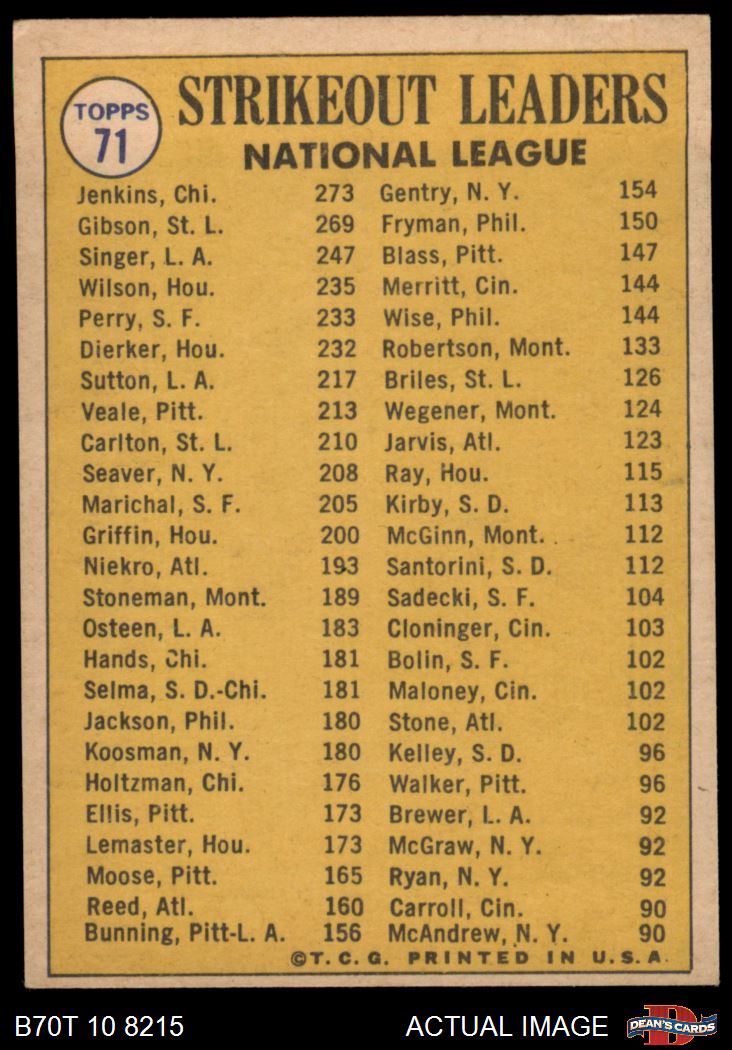 TOPPS
71
STRIKEOUT LEADERS
NATIONAL LEAGUE
Jenkins, Chi. 273
Gibson, St. L. 269
Singer, L. A. 247
Wilson, Hou. 235
Perry, S. F. 233
Dierker, Hou. 232
Sutton, L. A. 217
Veale, Pitt. 213
Carlton, St. L. 210
Seaver, N. Y. 208
Marichal, S. F. 205
Griffin, Hou. 200
Niekro, Atl. 193
Stoneman, Mont. 189
Osteen, L. A. 183
Hands, Chi. 181
Selma, S. D.-Chi. 181
Jackson, Phil. 180
Koosman, N. Y. 180
Holtzman, Chi. 176
Ellis, Pitt. 173
Lemaster, Hou. 173
Moose, Pitt. 165
Reed, Atl. 160
Bunning, Pitt-L. A. 156
Gentry, N. Y. 154
Fryman, Phil. 150
Blass, Pitt. 147
Merritt, Cin. 144
Wise, Phil. 144
Robertson, Mont. 133
Briles, St. L. 126
Wegener, Mont. 124
Jarvis, Atl. 123
Ray, Hou. 115
Kirby, S. D. 113
McGinn, Mont. 112
Santorini, S. D. 112
Sadecki, S. F. 104
Cloninger, Cin. 103
Bolin, S. F. 102
Maloney, Cin. 102
Stone, Atl. 102
Kelley, S. D. 96
Walker, Pitt. 96
Brewer, L. A. 92
McGraw, N. Y. 92
Ryan, N. Y. 92
Carroll, Cin. 90
McAndrew, N. Y. 90
©T. C. G. PRINTED IN U. S. A.
B70T 10 8215
ACTUAL IMAGE
D
DEAN'S CARDS